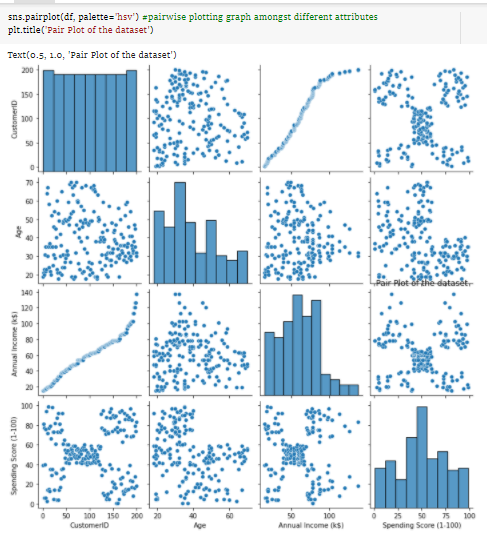 sns.pairplot(df, palette='hsv') #pairwise plotting graph amongst different attributes
plt.title('Pair Plot of the dataset')
Text(0.5, 1.0, 'Pair Plot of the dataset')
200
150
100
50
0
CustomerID
70
60
50
40
30
20
Age
Pair Plot of the dataset
140
120
100
80
60
40
20
Annual Income (k$)
100
80
60
40
20
0
Spending Score (1-100)
0 50 100 150 200
20 40 60
50 100
0 25 50 75 100
CustomerID
Age
Annual Income (k$)
Spending Score (1-100)